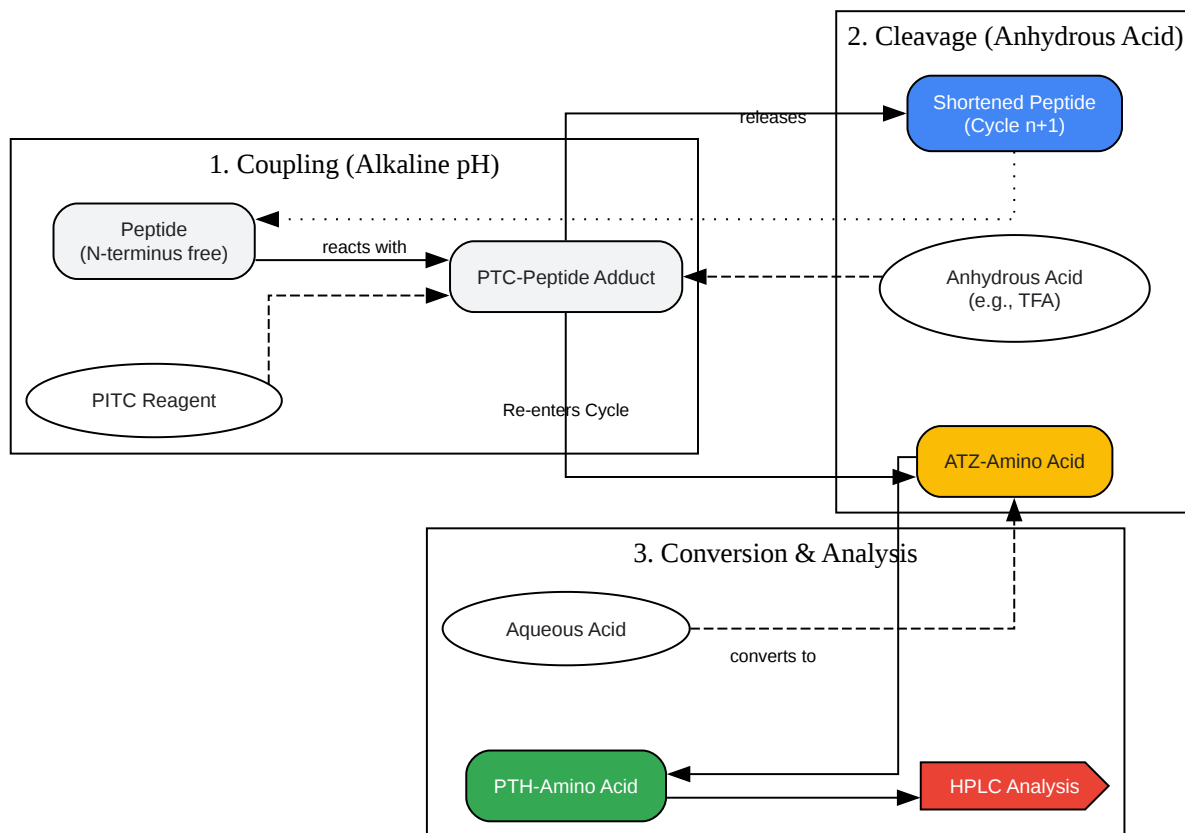 2. Cleavage (Anhydrous Acid)
Shortened Peptide
(Cycle n+1)
releases
1. Coupling (Alkaline pH)
Peptide
(N-terminus free)
reacts with
PTC-Peptide Adduct
Anhydrous Acid
(e.g., TFA)
PITC Reagent
Re-enters Cycle
ATZ-Amino Acid
3. Conversion & Analysis
Aqueous Acid
converts to
PTH-Amino Acid
HPLC Analysis